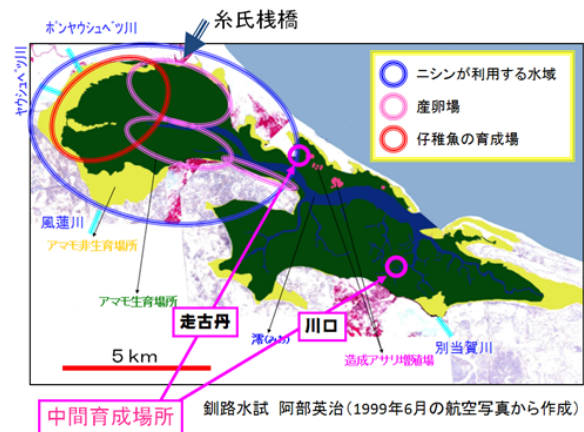 ポンヤウシュベツ川
糸氏桟橋
ヤウシュベツ川
ニシンが利用する水域
産卵場
仔稚魚の育成場
風蓮川
アマモ非生育場所
アマモ生育場所
走古丹
川口
澪(みお)
造成アサリ増殖場
別当賀川
5 km
中間育成場所
釧路水試 阿部英治(1999年6月の航空写真から作成)